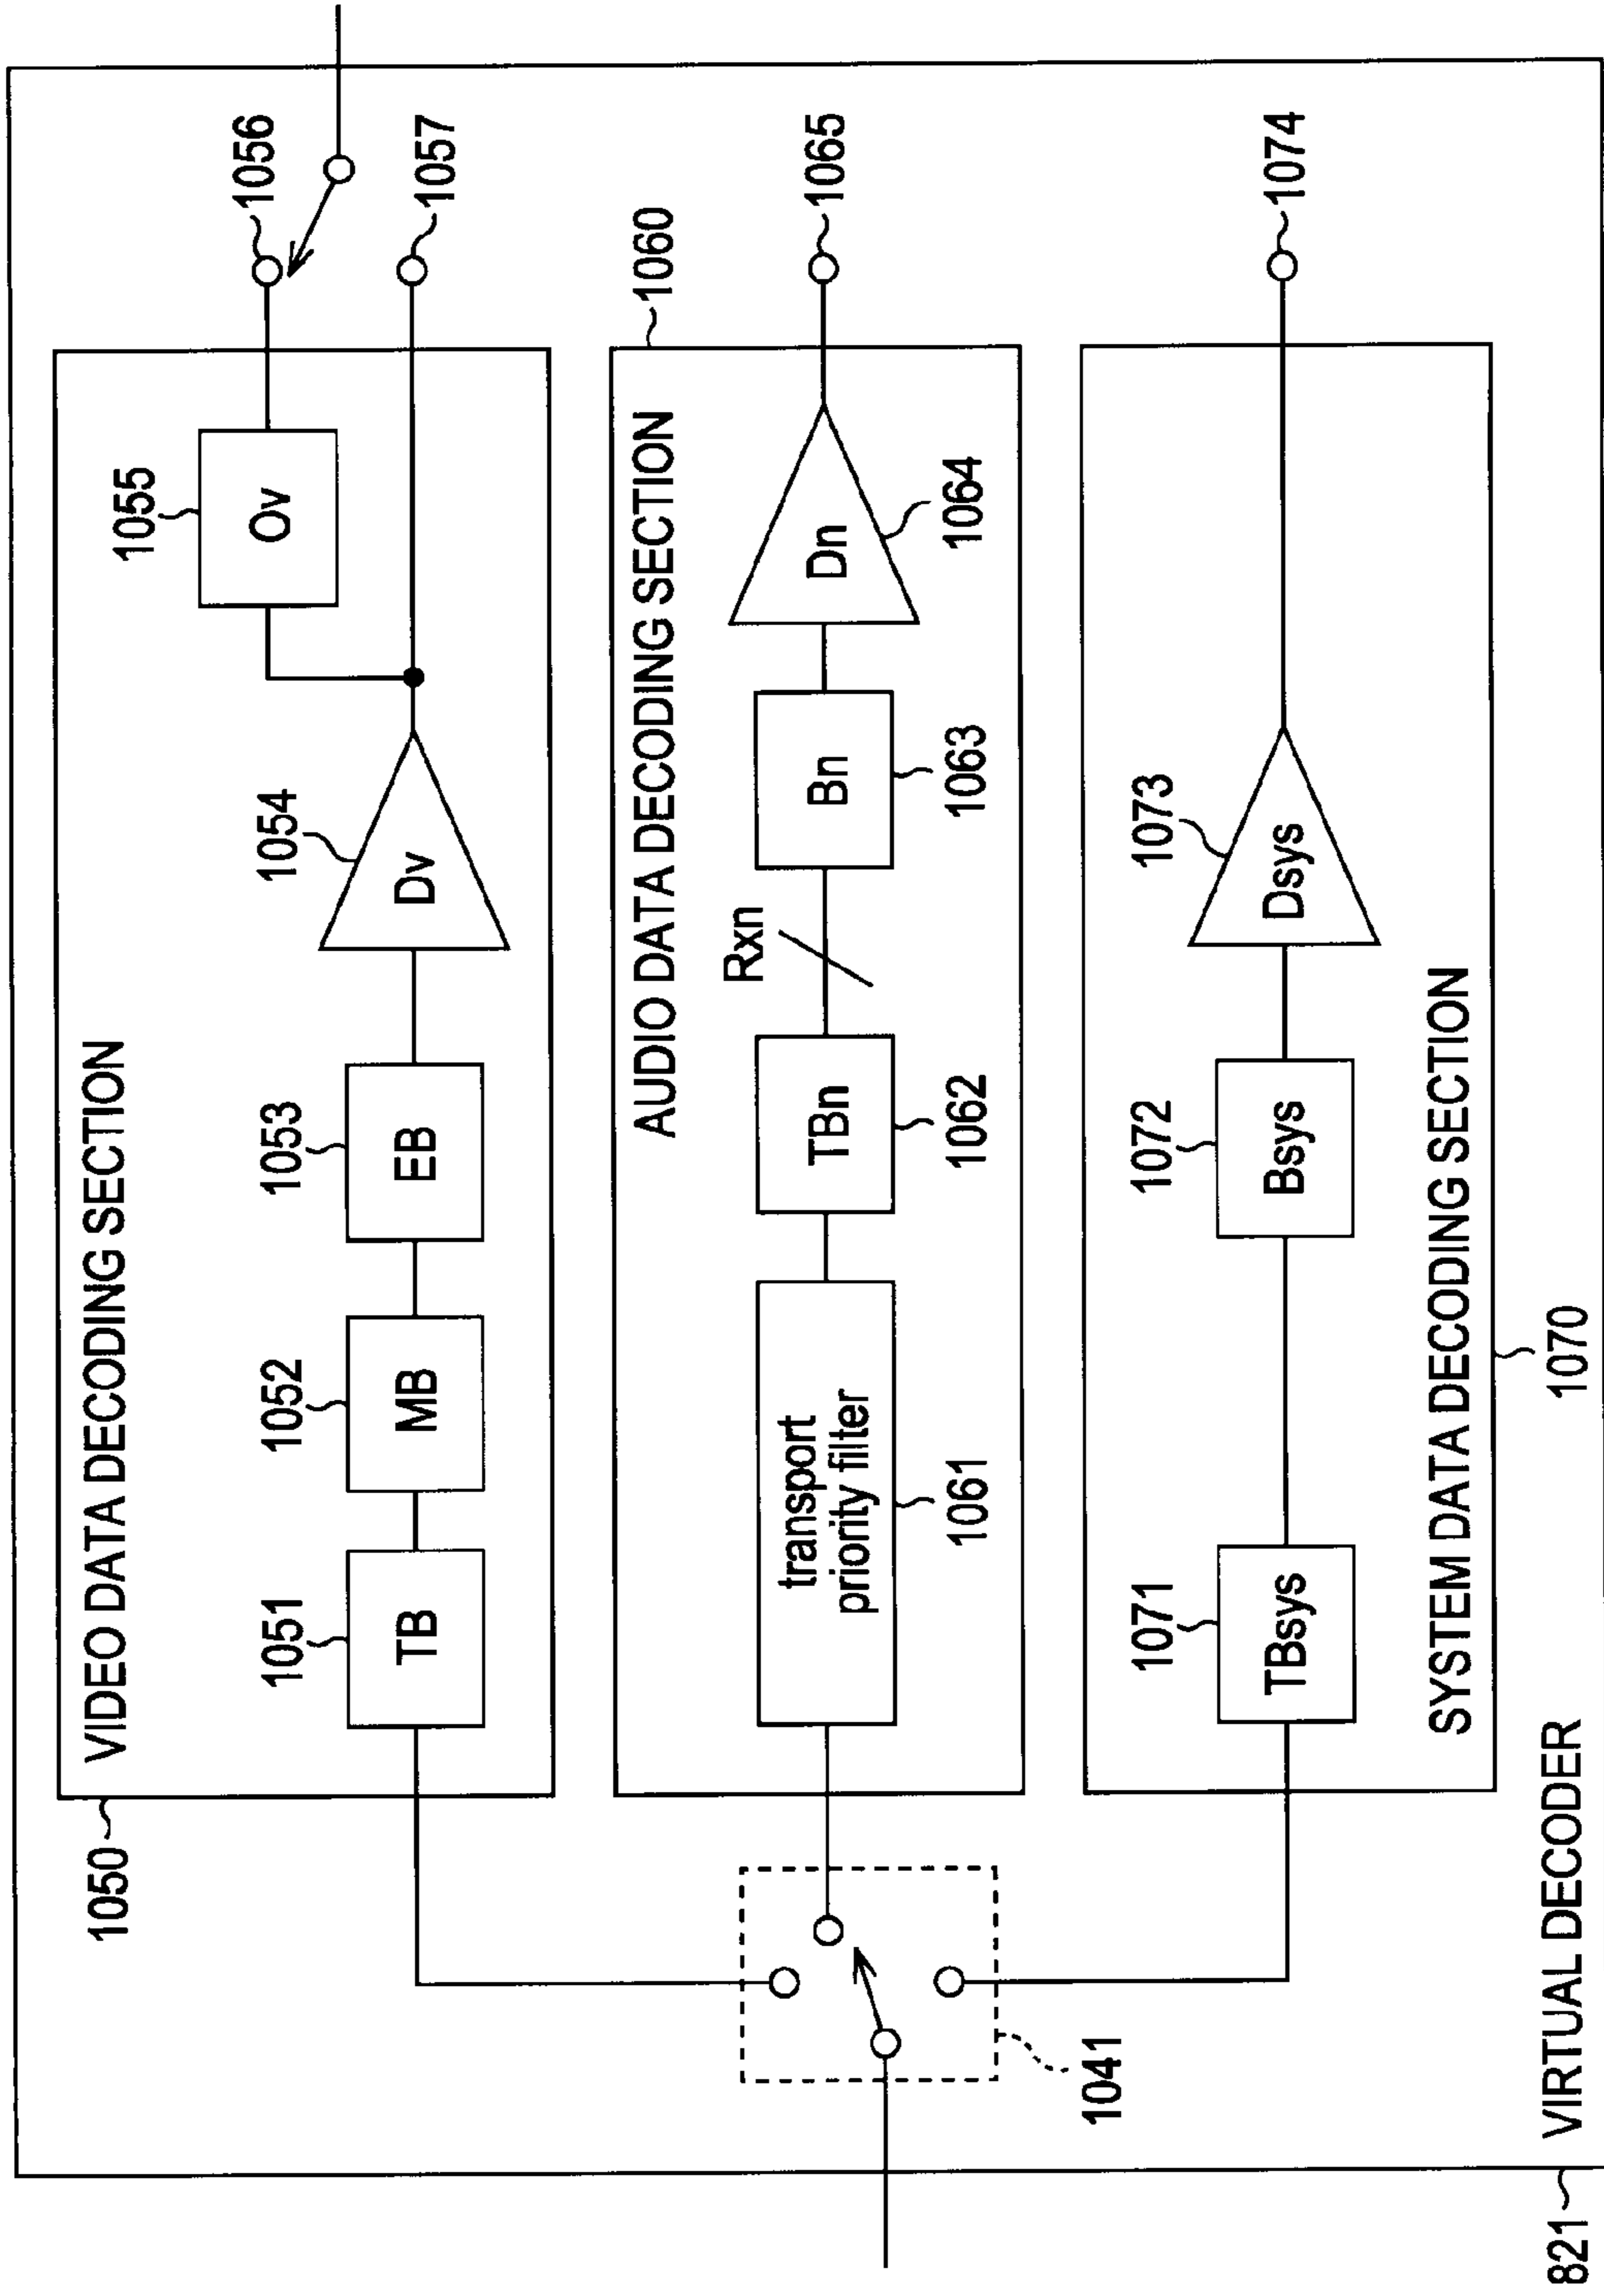 821
VIRTUAL DECODER
1041
1050
VIDEO DATA DECODING SECTION
1051
TB
1052
MB
1053
EB
1054
Dv
1055
Ov
1056
1057
1060
AUDIO DATA DECODING SECTION
transport
priority filter
1061
TBn
1062
Rxn
Bn
1063
Dn
1064
1065
1071
TBsys
1072
Bsys
1073
Dsys
1074
SYSTEM DATA DECODING SECTION
1070